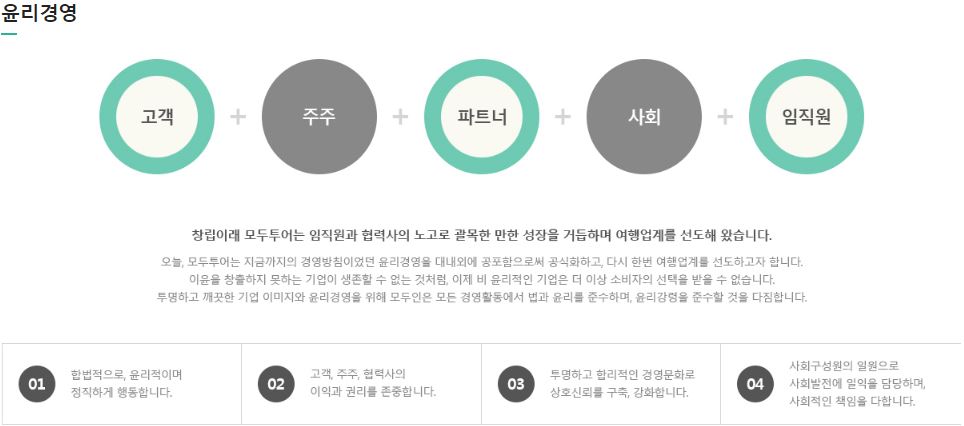 윤리경영
고객 + 주주 + 파트너 + 사회 + 임직원
창립이래 모두투어는 임직원과 협력사의 노고로 괄목한 만한 성장을 거듭하며 여행업계를 선도해 왔습니다.
오늘, 모두투어는 지금까지의 경영방침이었던 윤리경영을 대내외에 공포함으로써 공식화하고, 다시 한번 여행업계를 선도하고자 합니다.
이윤을 창출하지 못하는 기업이 생존할 수 없는 것처럼, 이제 비 윤리적인 기업은 더 이상 소비자의 선택을 받을 수 없습니다.
투명하고 깨끗한 기업 이미지와 윤리경영을 위해 모두인은 모든 경영활동에서 법과 윤리를 준수하며, 윤리강령을 준수할 것을 다짐합니다.
01
합법적으로, 윤리적이며
정직하게 행동합니다.
02
고객, 주주, 협력사의
이익과 권리를 존중합니다.
03
투명하고 합리적인 경영문화로
상호신뢰를 구축, 강화합니다.
04
사회구성원의 일원으로
사회발전에 일익을 담당하며,
사회적인 책임을 다합니다.